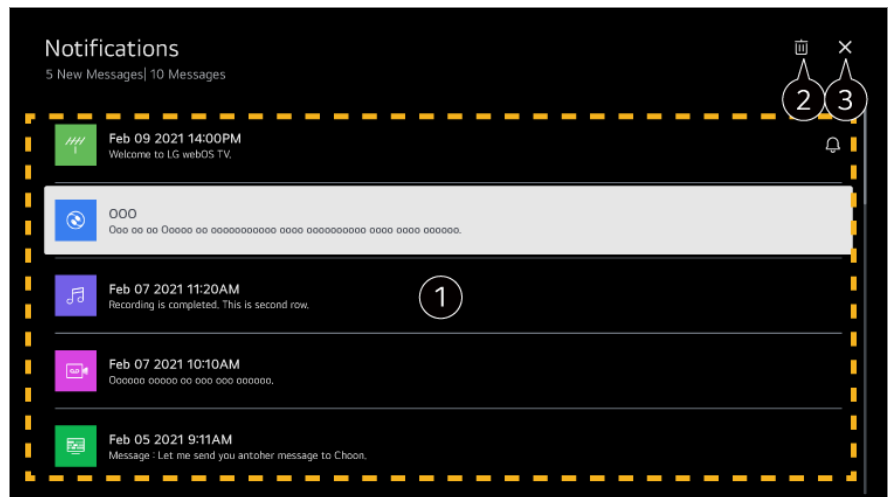 Notifications
5 New Messages| 10 Messages
2
3
Feb 09 2021 14:00PM
Welcome to LG webOS TV.
OOO
Ooo oo oo Ooooo oo ooooooooooo oooo oooooooooo oooo oooo oooooo.
Feb 07 2021 11:20AM
Recording is completed. This is second row.
1
Feb 07 2021 10:10AM
Oooooo ooooo oo ooo ooo oooooo.
Feb 05 2021 9:11AM
Message : Let me send you antoher message to Choon.